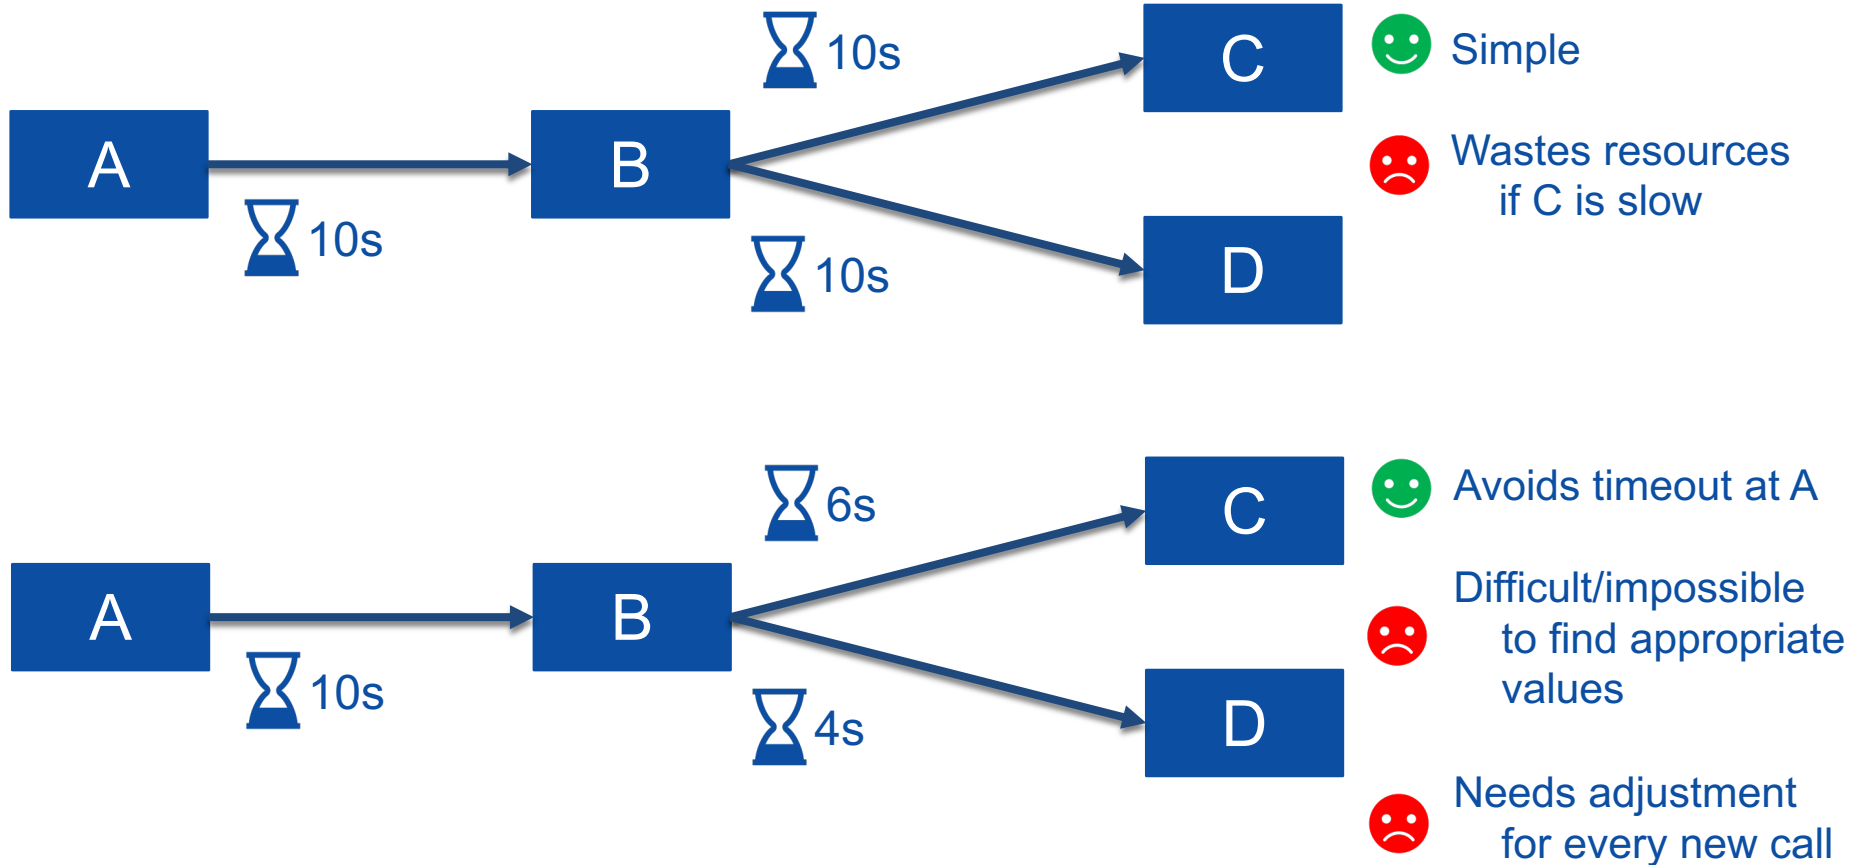 10s
C
Simple
A
B
Wastes resources
if C is slow
10s
10s
D
6s
C
Avoids timeout at A
A
B
Difficult/impossible
to find appropriate
values
10s
4s
D
Needs adjustment
for every new call